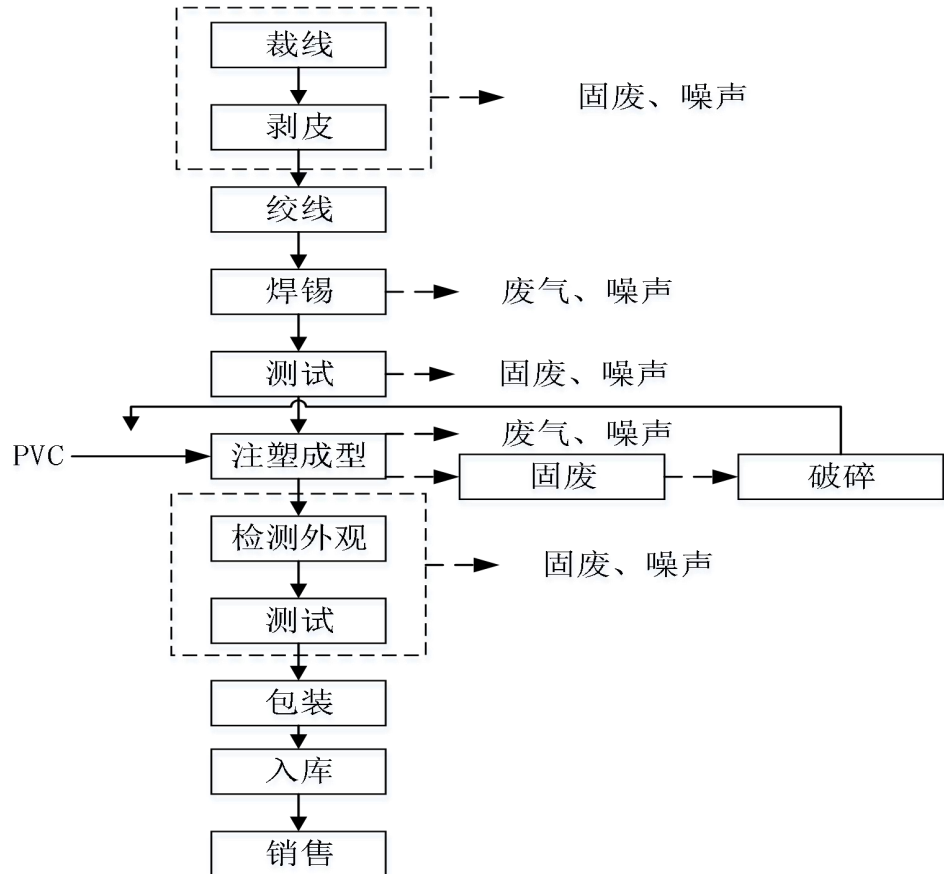 裁线
固废、噪声
剥皮
绞线
焊锡
废气、噪声
测试
固废、噪声
废气、噪声
PVC
注塑成型
固废
破碎
检测外观
固废、噪声
测试
包装
入库
销售